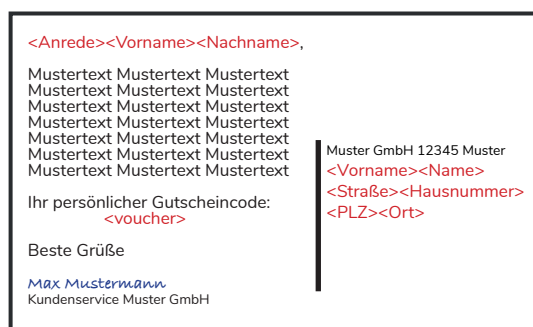 <Anrede><Vorname><Nachname>,
Mustertext Mustertext Mustertext
Mustertext Mustertext Mustertext
Mustertext Mustertext Mustertext
Mustertext Mustertext Mustertext
Mustertext Mustertext Mustertext
Mustertext Mustertext Mustertext
Mustertext Mustertext Mustertext
Ihr persönlicher Gutscheincode:
<voucher>
Beste Grüße
Max Mustermann
Kundenservice Muster GmbH
Muster GmbH 12345 Muster
<Vorname><Name>
<Straße><Hausnummer>
<PLZ><Ort>